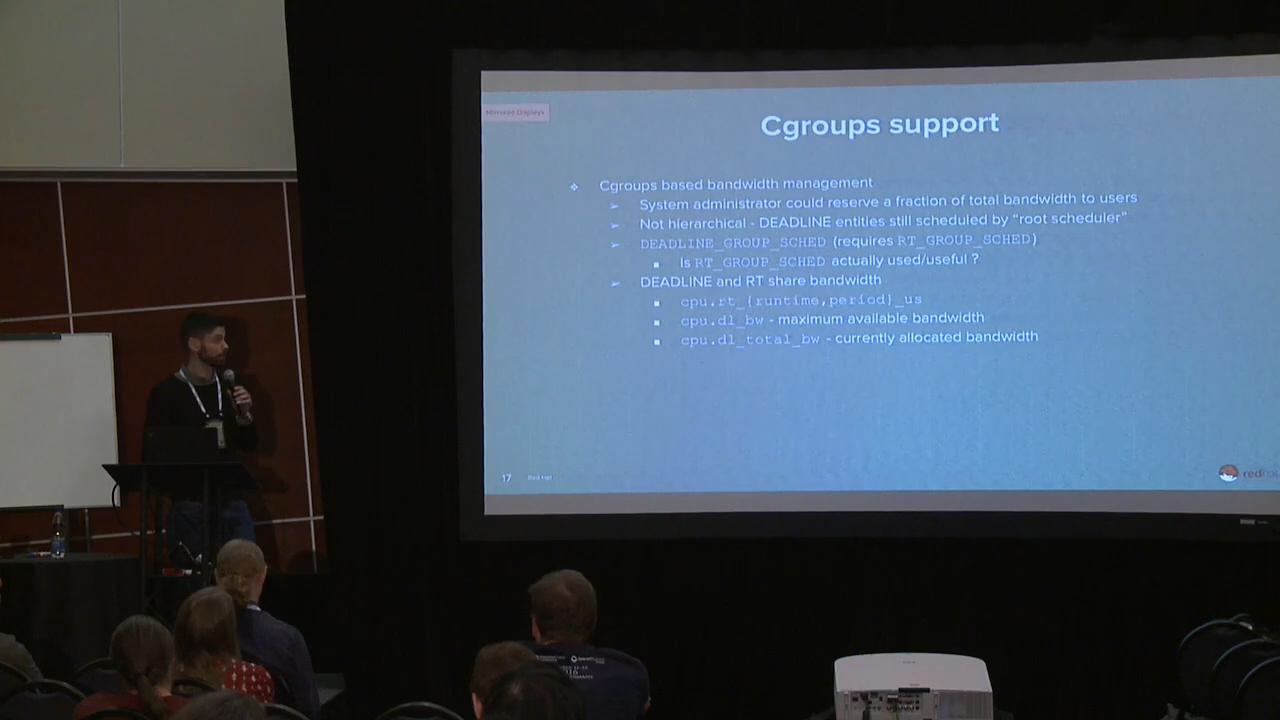 Mirrored Displays
Cgroups support
❖ Cgroups based bandwidth management
➢ System administrator could reserve a fraction of total bandwidth to users
➢ Not hierarchical - DEADLINE entities still scheduled by “root scheduler”
➢ DEADLINE_GROUP_SCHED (requires RT_GROUP_SCHED)
■ Is RT_GROUP_SCHED actually used/useful ?
➢ DEADLINE and RT share bandwidth
■ cpu.rt_{runtime,period}_us
■ cpu.dl_bw - maximum available bandwidth
■ cpu.dl_total_bw - currently allocated bandwidth
17 Red Hat